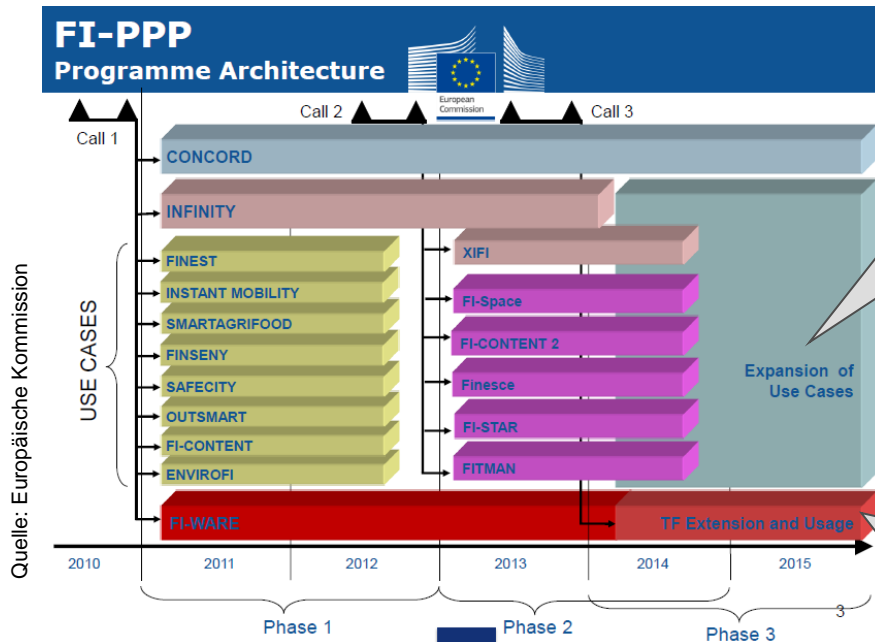 FI-PPP
Programme Architecture
European
Commission
Call 1
Call 2
Call 3
CONCORD
INFINITY
USE CASES
FINEST
INSTANT MOBILITY
SMARTAGRIFOOD
FINSENY
SAFECITY
OUTSMART
FI-CONTENT
ENVIROFI
XIFI
FI-Space
FI-CONTENT 2
Finesce
FI-STAR
FITMAN
Expansion of
Use Cases
FI-WARE
TF Extension and Usage
2010
2011
2012
2013
2014
2015
Phase 1
Phase 2
Phase 3
3
Quelle: Europäische Kommission